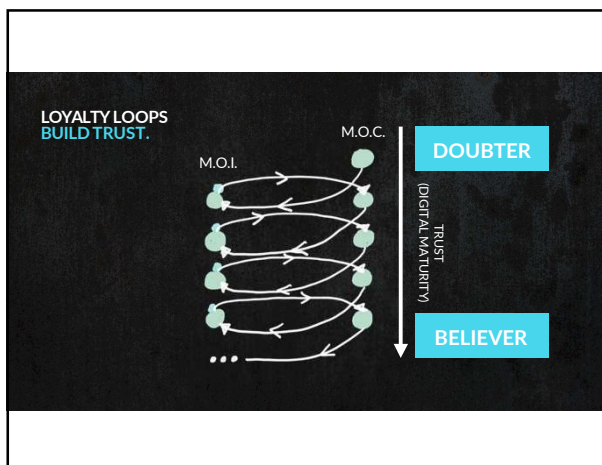 LOYALTY LOOPS
BUILD TRUST.
M.O.I.
M.O.C.
DOUBTER
TRUST
(DIGITAL MATURITY)
BELIEVER